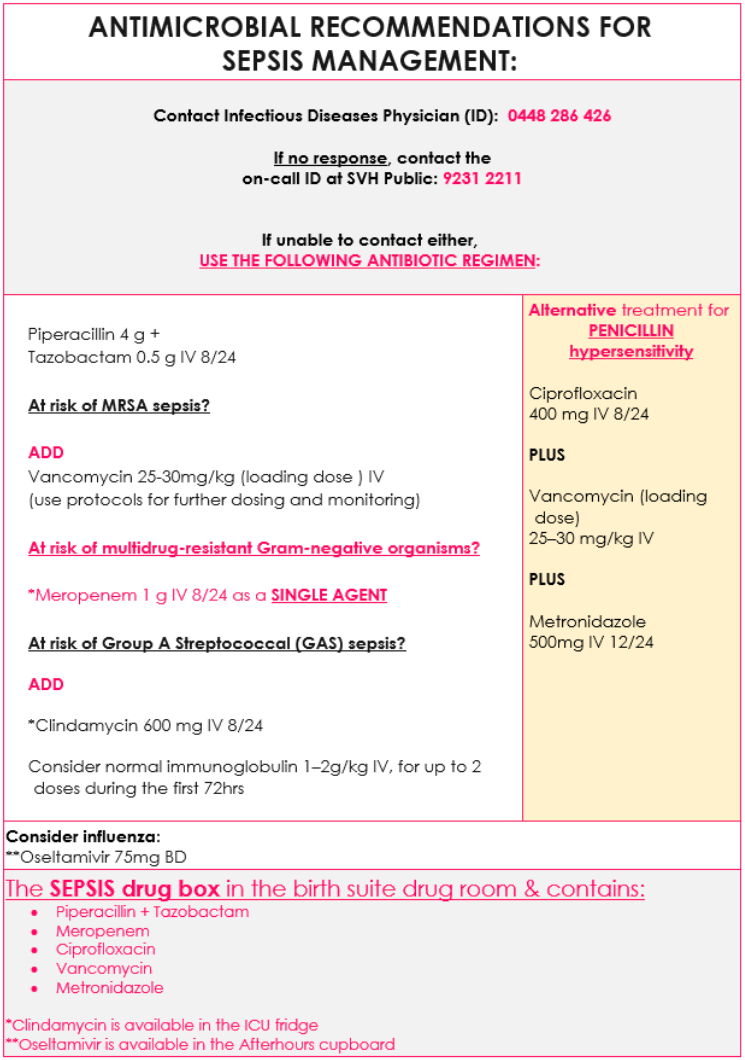 ANTIMICROBIAL RECOMMENDATIONS FOR
SEPSIS MANAGEMENT:
Contact Infectious Diseases Physician (ID): 0448 286 426
If no response, contact the
on-call ID at SVH Public: 9231 2211
If unable to contact either,
USE THE FOLLOWING ANTIBIOTIC REGIMEN:
Piperacillin 4 g +
Tazobactam 0.5 g IV 8/24
At risk of MRSA sepsis?
ADD
Vancomycin 25-30mg/kg (loading dose ) IV
(use protocols for further dosing and monitoring)
At risk of multidrug-resistant Gram-negative organisms?
*Meropenem 1 g IV 8/24 as a SINGLE AGENT
At risk of Group A Streptococcal (GAS) sepsis?
ADD
*Clindamycin 600 mg IV 8/24
Consider normal immunoglobulin 1–2g/kg IV, for up to 2
doses during the first 72hrs
Alternative treatment for
PENICILLIN
hypersensitivity
Ciprofloxacin
400 mg IV 8/24
PLUS
Vancomycin (loading
dose)
25–30 mg/kg IV
PLUS
Metronidazole
500mg IV 12/24
Consider influenza:
**Oseltamivir 75mg BD
The SEPSIS drug box in the birth suite drug room & contains:
• Piperacillin + Tazobactam
• Meropenem
• Ciprofloxacin
• Vancomycin
• Metronidazole
*Clindamycin is available in the ICU fridge
**Oseltamivir is available in the Afterhours cupboard